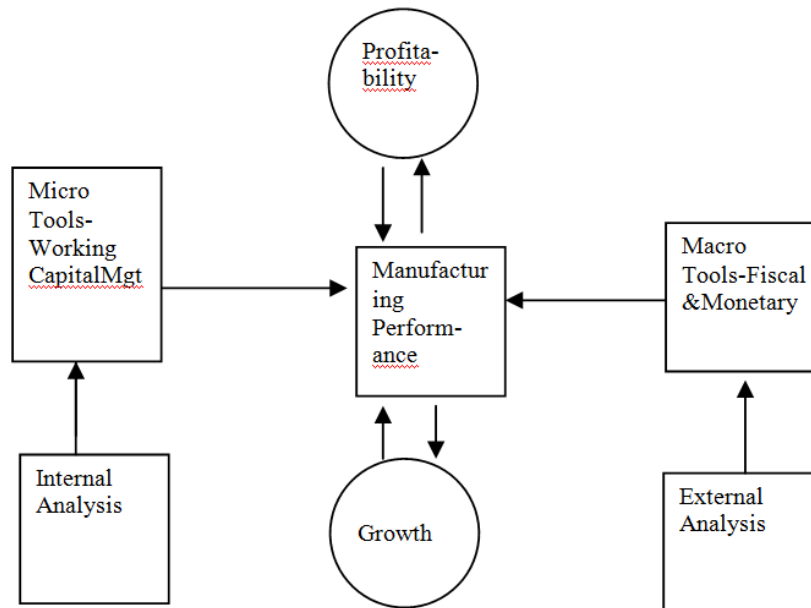 Profita-
bility
Micro
Tools-
Working
CapitalMgt
Manufactur
ing
Perform-
ance
Macro
Tools-Fiscal
&Monetary
Internal
Analysis
Growth
External
Analysis